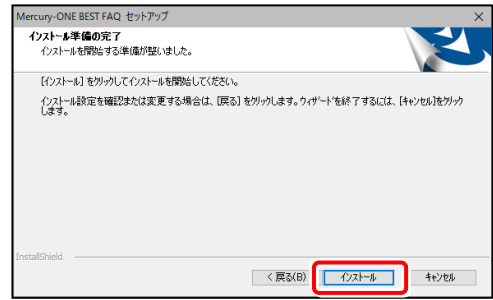 Mercury-ONE BEST FAQ セットアップ
インストール準備の完了
インストールを開始する準備が整いました。
[インストール] をクリックしてインストールを開始してください。
インストール設定を確認または変更する場合は、[戻る] をクリックします。ウィザードを終了するには、[キャンセル]をクリック
します。
InstallShield
< 戻る(B)
インストール
キャンセル